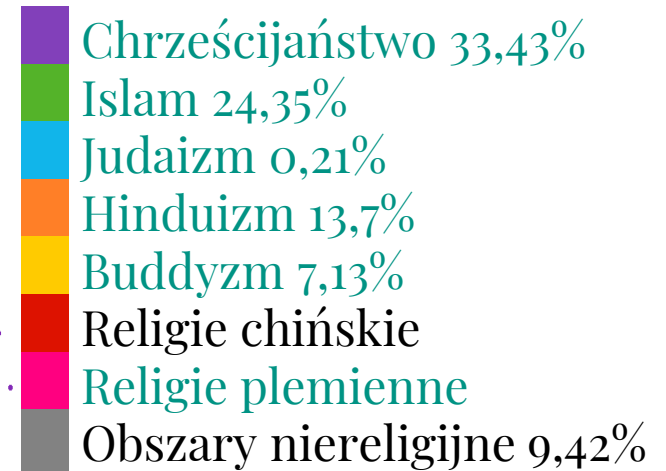 Chrześcijaństwo 33,43%
Islam 24,35%
Judaizm 0,21%
Hinduizm 13,7%
Buddyzm 7,13%
Religie chińskie
Religie plemienne
Obszary niereligijne 9,42%